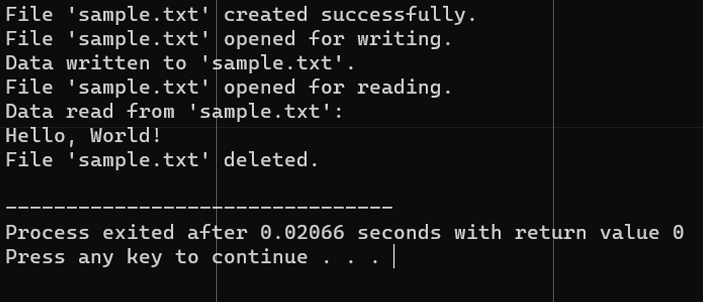 File 'sample.txt' created successfully.
File 'sample.txt' opened for writing.
Data written to 'sample.txt'.
File 'sample.txt' opened for reading.
Data read from 'sample.txt':
Hello, World!
File 'sample.txt' deleted.
--------------------------------
Process exited after 0.02066 seconds with return value 0
Press any key to continue . . .